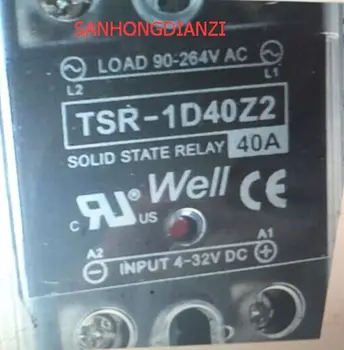 SANHONGDIANZI
LOAD 90-264V AC
L2 L1
TSR-1D40Z2
SOLID STATE RELAY 40A
c RU® US Well CE
A2 A1
INPUT 4-32V DC